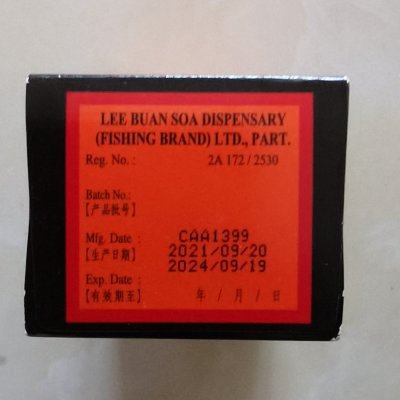 LEE BUAN SOA DISPENSARY
(FISHING BRAND) LTD., PART.
Reg. No. : 2A 172 / 2530
Batch No.:
【产品批号】
Mfg. Date : CAA1399
【生产日期】 2021/09/20
2024/09/19
Exp. Date :
【有效期至】 年 / 月 / 日